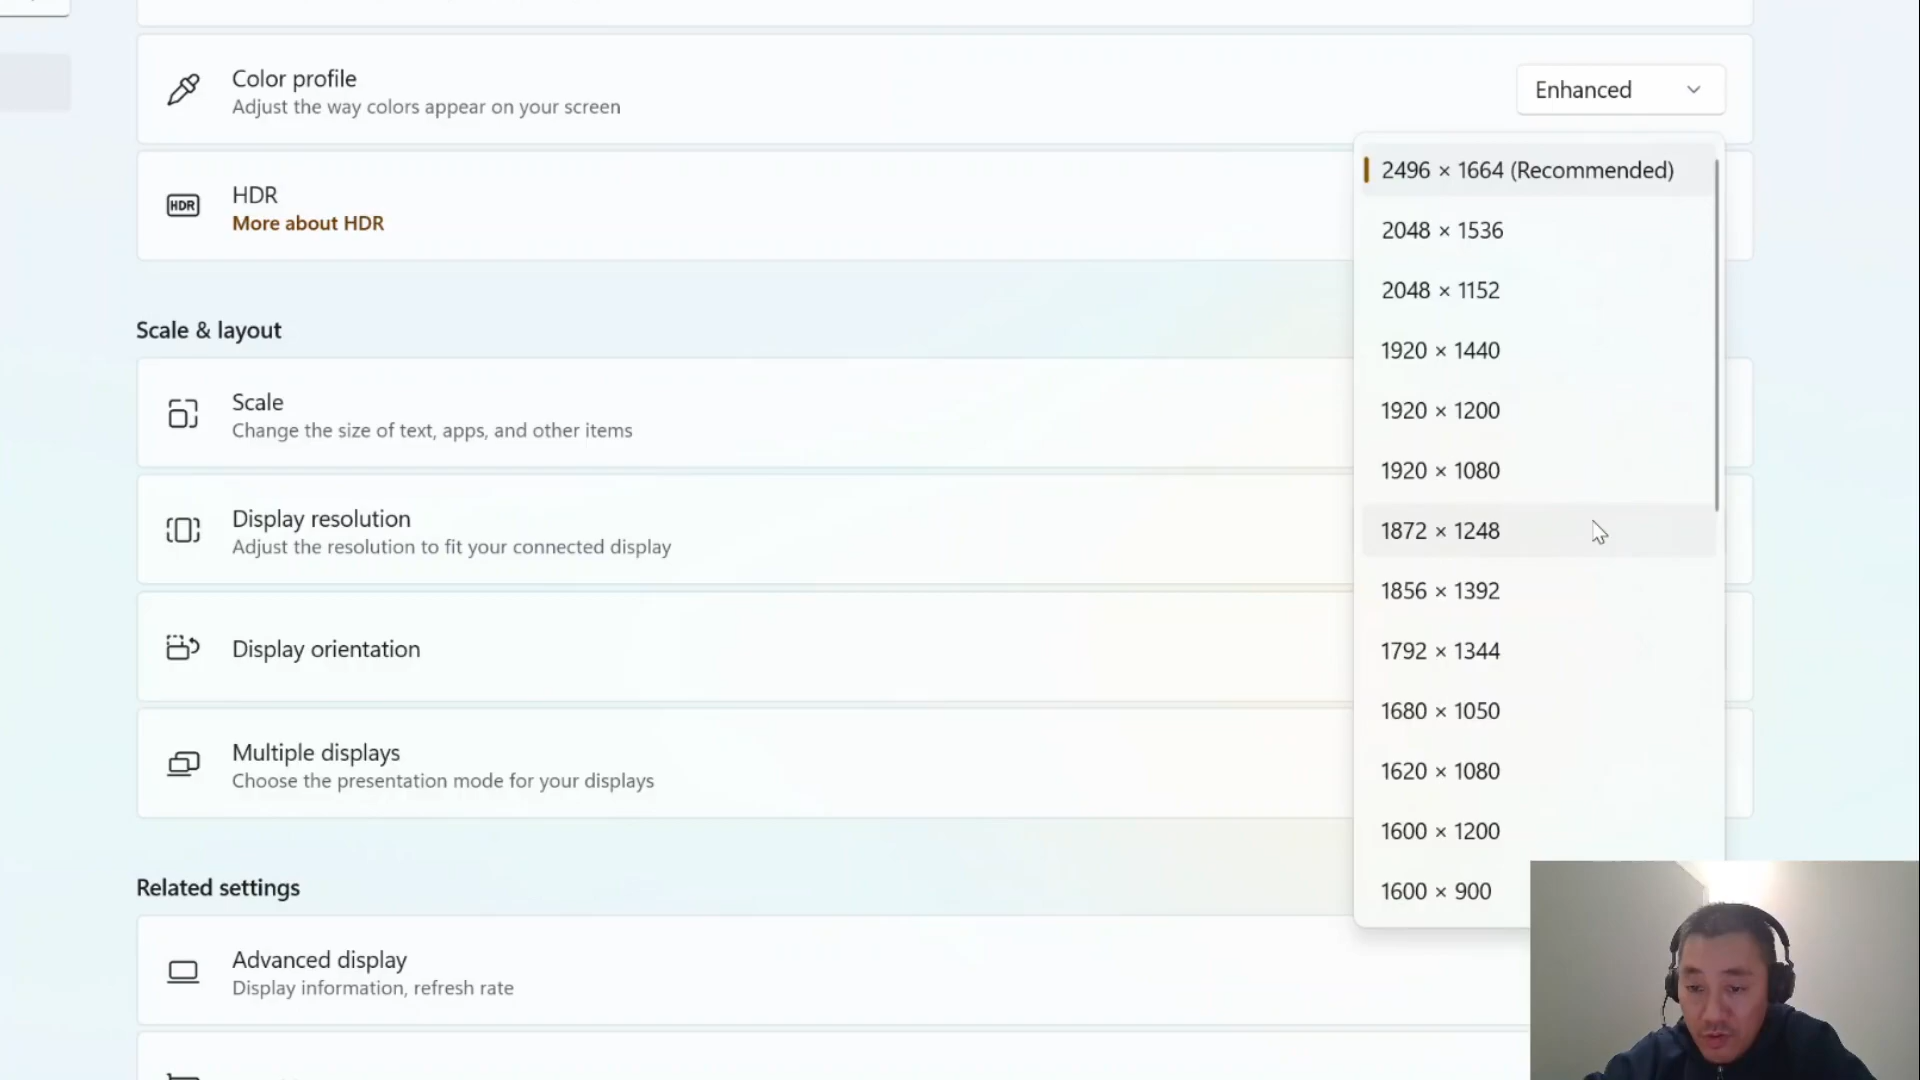 Color profile
Adjust the way colors appear on your screen
Enhanced
HDR
HDR
More about HDR
Scale & layout
Scale
Change the size of text, apps, and other items
Display resolution
Adjust the resolution to fit your connected display
Display orientation
Multiple displays
Choose the presentation mode for your displays
Related settings
Advanced display
Display information, refresh rate
2496 × 1664 (Recommended)
2048 × 1536
2048 × 1152
1920 × 1440
1920 × 1200
1920 × 1080
1872 × 1248
1856 × 1392
1792 × 1344
1680 × 1050
1620 × 1080
1600 × 1200
1600 × 900